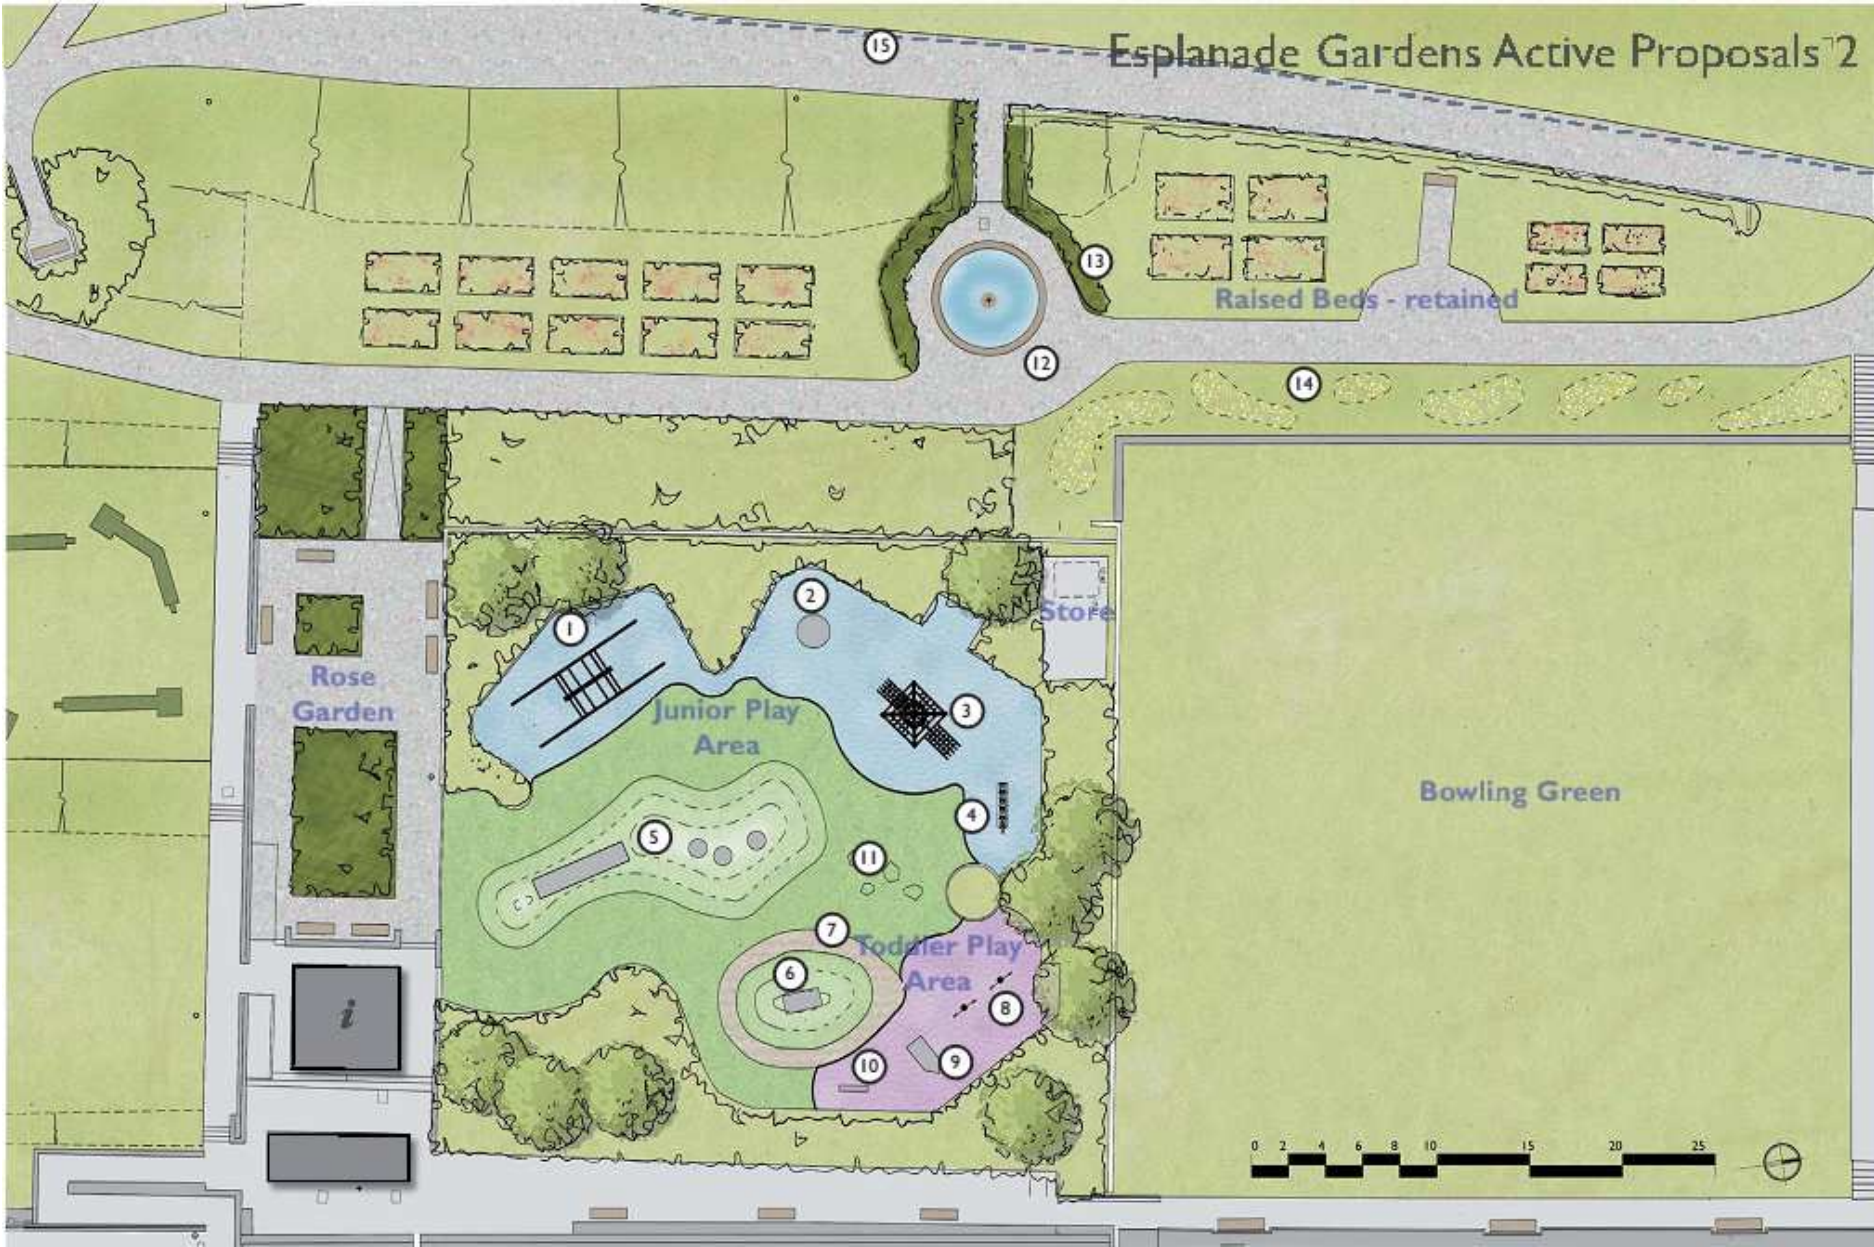 Esplanade Gardens Active Proposals 2
15
13
Raised Beds - retained
12
14
1
2
Store
Rose
Garden
Junior Play
Area
3
4
Bowling Green
5
11
7
Toddler Play
Area
6
8
i
10
9
0 2 4 6 8 10 15 20 25